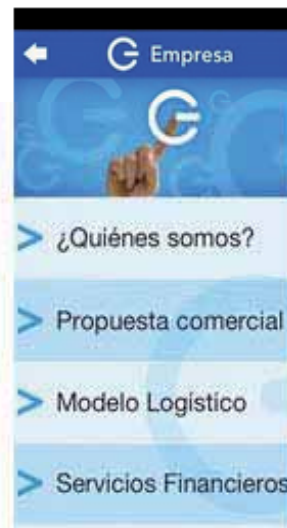 Empresa
¿Quiénes somos?
Propuesta comercial
Modelo Logístico
Servicios Financieros